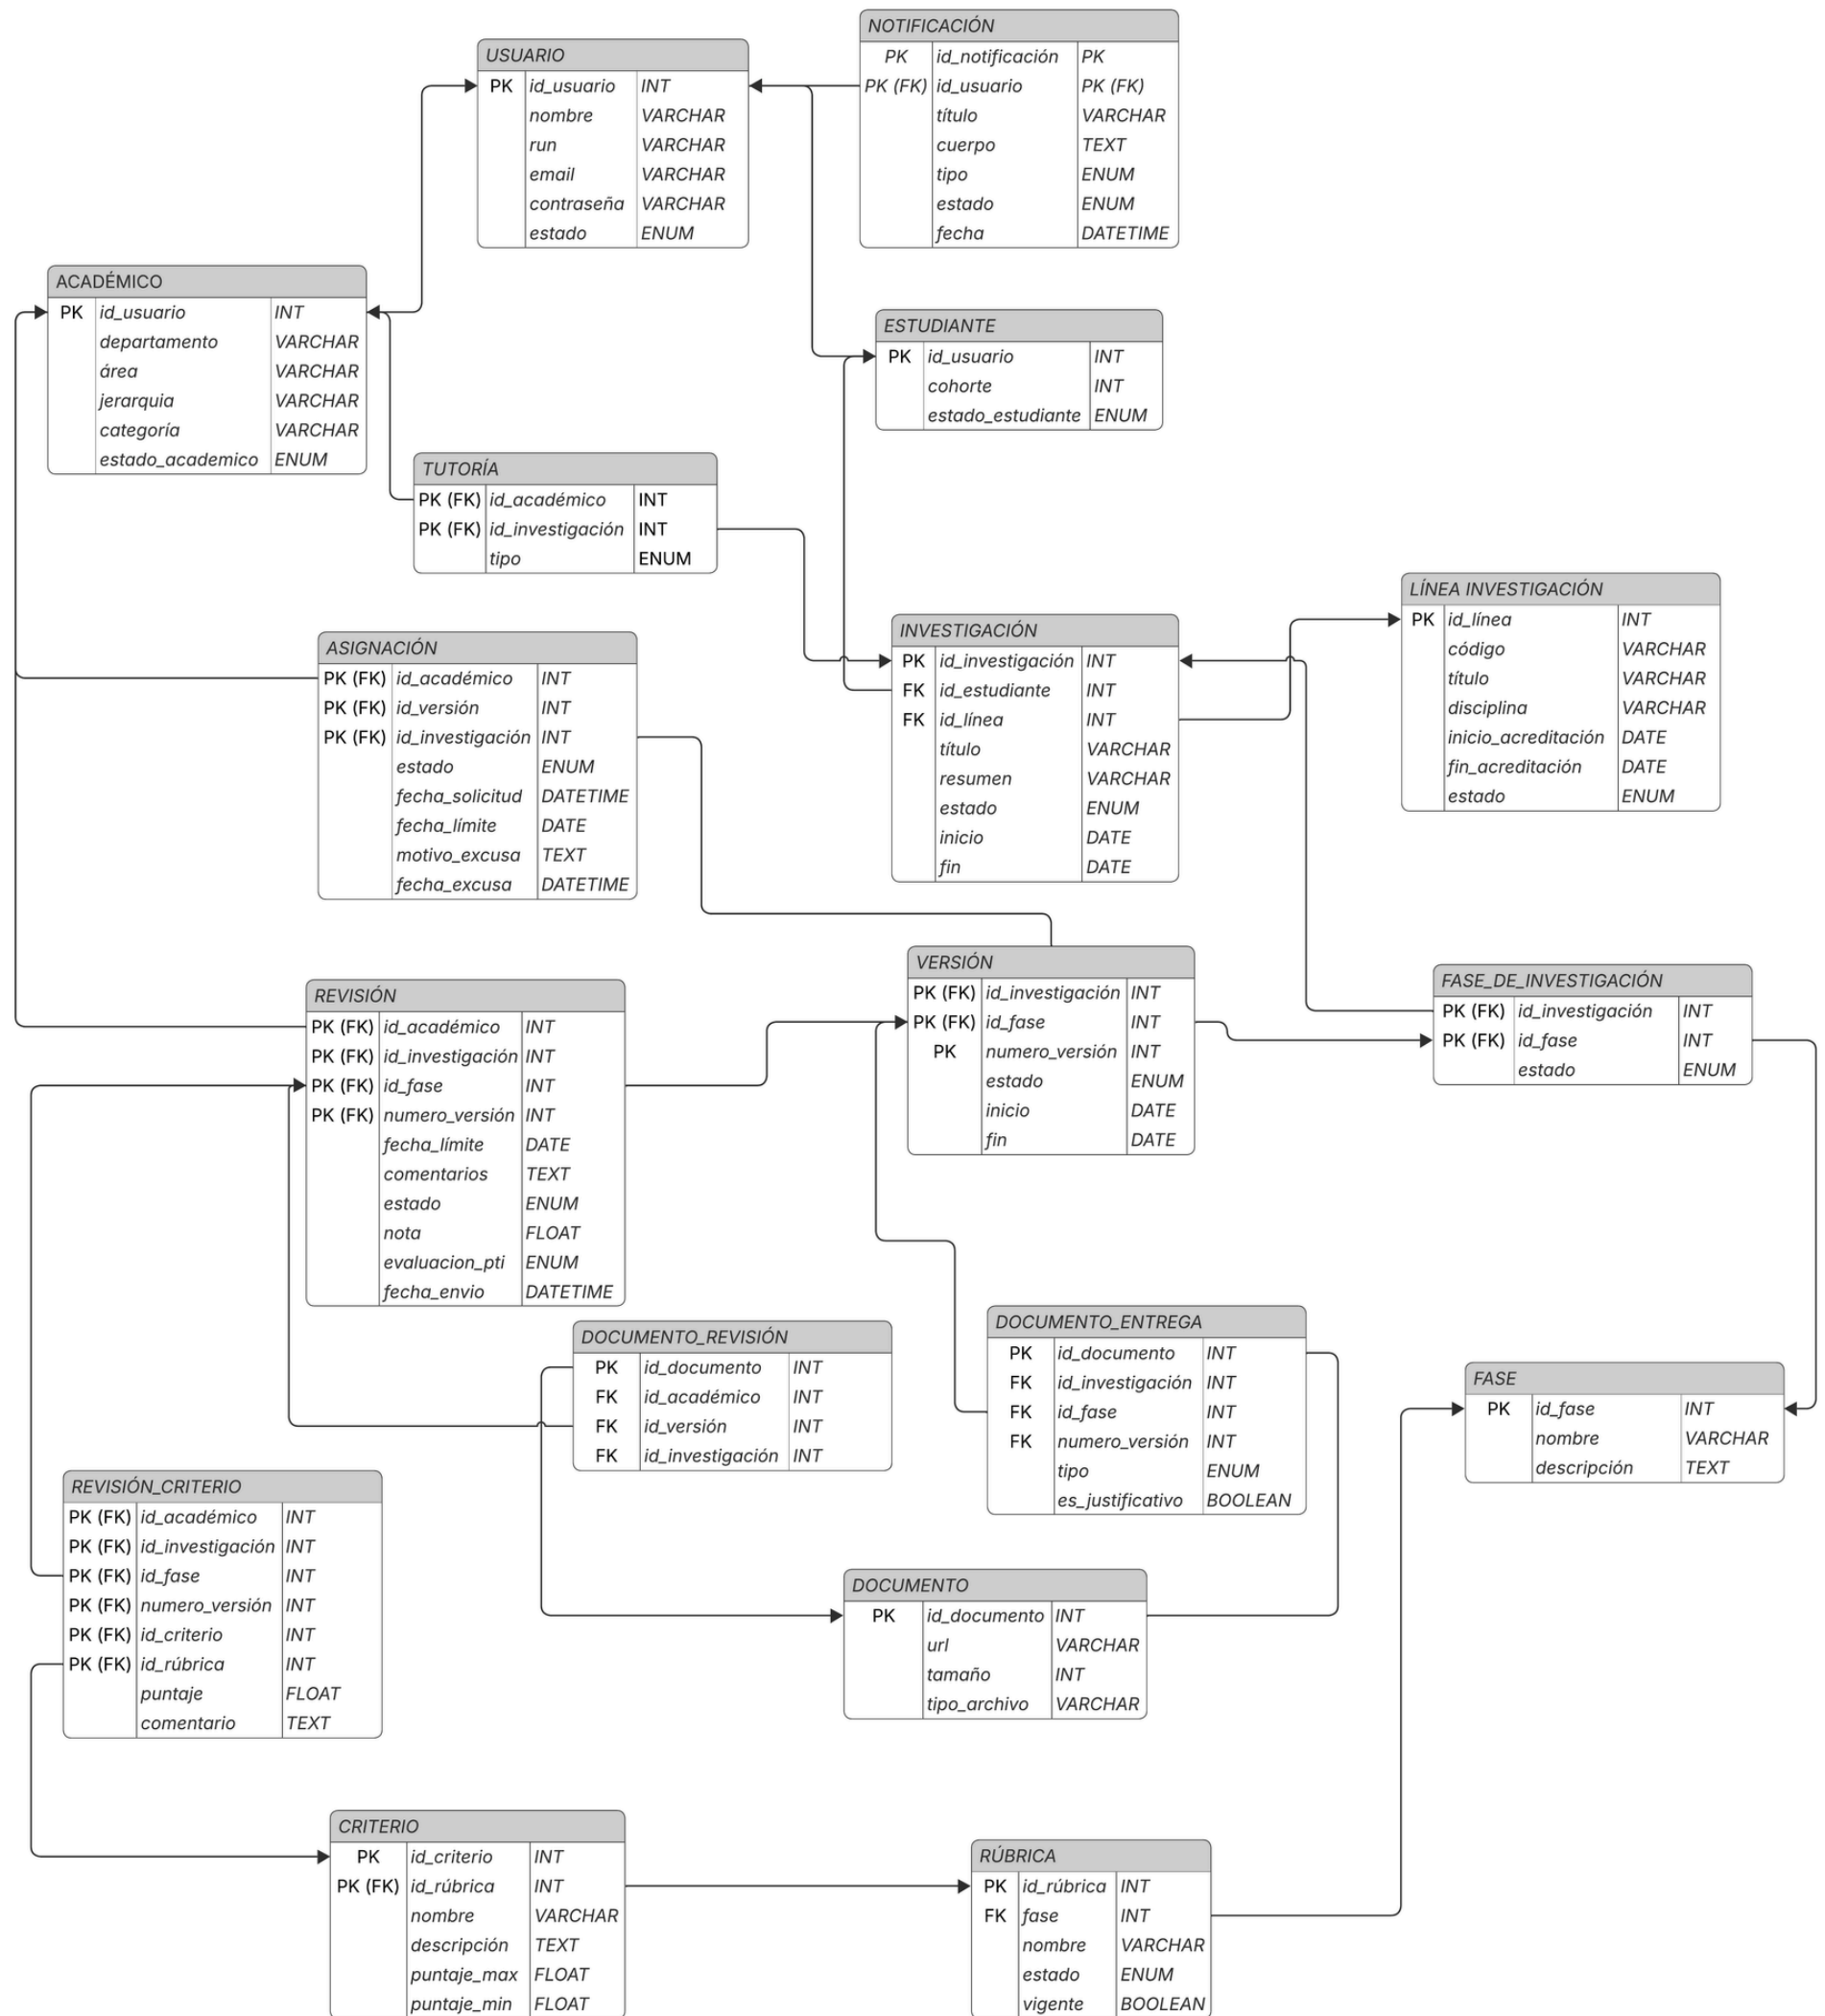 NOTIFICACIÓN
PK id_notificación PK
PK (FK) id_usuario PK (FK)
título VARCHAR
cuerpo TEXT
tipo ENUM
estado ENUM
fecha DATETIME
USUARIO
PK id_usuario INT
nombre VARCHAR
run VARCHAR
email VARCHAR
contraseña VARCHAR
estado ENUM
ACADÉMICO
PK id_usuario INT
departamento VARCHAR
área VARCHAR
jerarquia VARCHAR
categoría VARCHAR
estado_academico ENUM
ESTUDIANTE
PK id_usuario INT
cohorte INT
estado_estudiante ENUM
TUTORÍA
PK (FK) id_académico INT
PK (FK) id_investigación INT
tipo ENUM
LÍNEA INVESTIGACIÓN
PK id_línea INT
código VARCHAR
título VARCHAR
disciplina VARCHAR
inicio_acreditación DATE
fin_acreditación DATE
estado ENUM
INVESTIGACIÓN
PK id_investigación INT
FK id_estudiante INT
FK id_línea INT
título VARCHAR
resumen VARCHAR
estado ENUM
inicio DATE
fin DATE
ASIGNACIÓN
PK (FK) id_académico INT
PK (FK) id_versión INT
PK (FK) id_investigación INT
estado ENUM
fecha_solicitud DATETIME
fecha_límite DATE
motivo_excusa TEXT
fecha_excusa DATETIME
VERSIÓN
PK (FK) id_investigación INT
PK (FK) id_fase INT
PK numero_versión INT
estado ENUM
inicio DATE
fin DATE
FASE_DE_INVESTIGACIÓN
PK (FK) id_investigación INT
PK (FK) id_fase INT
estado ENUM
REVISIÓN
PK (FK) id_académico INT
PK (FK) id_investigación INT
PK (FK) id_fase INT
PK (FK) numero_versión INT
fecha_límite DATE
comentarios TEXT
estado ENUM
nota FLOAT
evaluacion_pti ENUM
fecha_envio DATETIME
DOCUMENTO_REVISIÓN
PK id_documento INT
FK id_académico INT
FK id_versión INT
FK id_investigación INT
DOCUMENTO_ENTREGA
PK id_documento INT
FK id_investigación INT
FK id_fase INT
FK numero_versión INT
tipo ENUM
es_justificativo BOOLEAN
FASE
PK id_fase INT
nombre VARCHAR
descripción TEXT
REVISIÓN_CRITERIO
PK (FK) id_académico INT
PK (FK) id_investigación INT
PK (FK) id_fase INT
PK (FK) numero_versión INT
PK (FK) id_criterio INT
PK (FK) id_rúbrica INT
puntaje FLOAT
comentario TEXT
DOCUMENTO
PK id_documento INT
url VARCHAR
tamaño INT
tipo_archivo VARCHAR
CRITERIO
PK id_criterio INT
PK (FK) id_rúbrica INT
nombre VARCHAR
descripción TEXT
puntaje_max FLOAT
puntaje_min FLOAT
RÚBRICA
PK id_rúbrica INT
FK fase INT
nombre VARCHAR
estado ENUM
vigente BOOLEAN